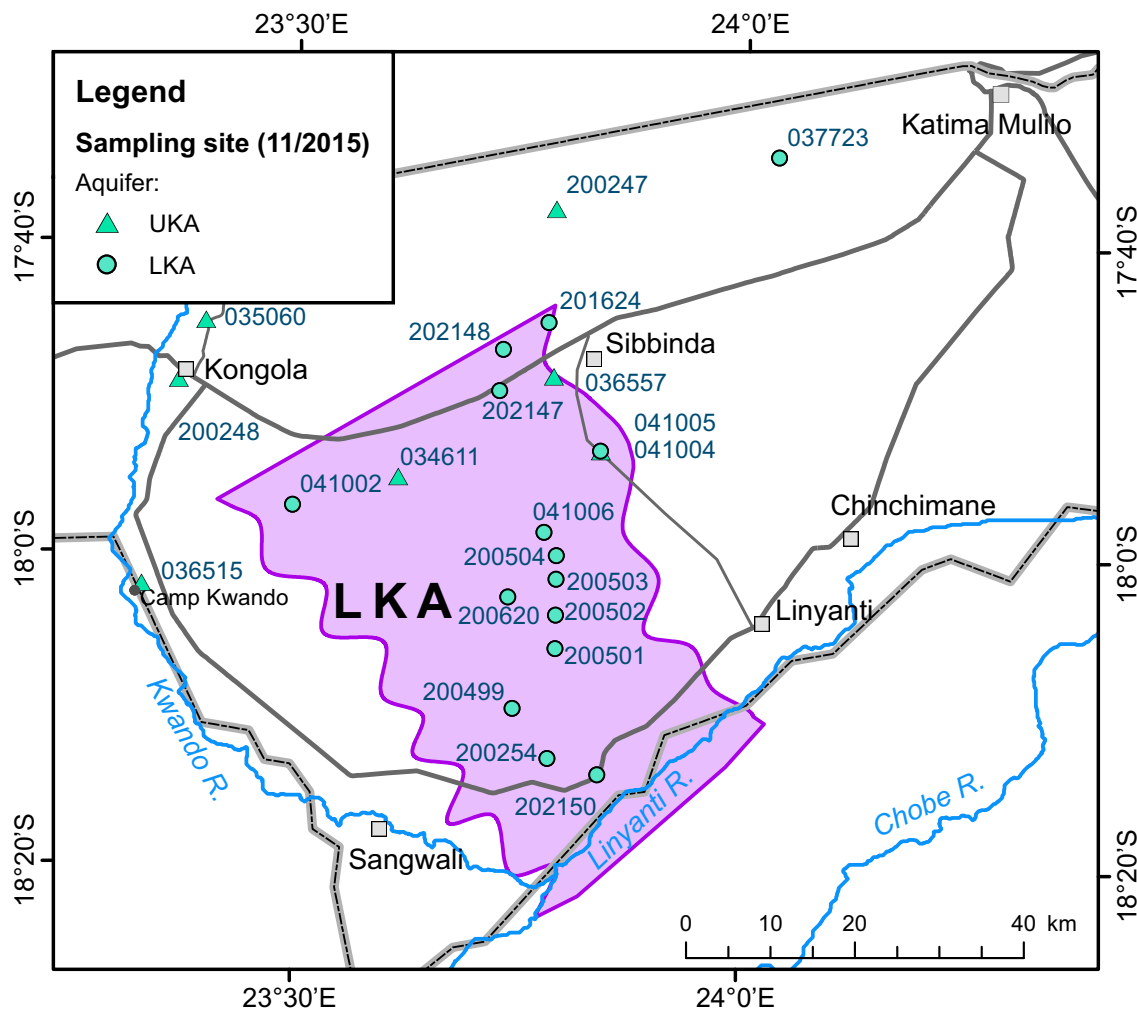 23°30'E
24°0'E
Legend
Sampling site (11/2015)
Aquifer:
UKA
LKA
17°40'S
17°40'S
Katima Mulilo
037723
200247
035060
201624
202148
Sibbinda
Kongola
036557
202147
041005
200248
041004
034611
041002
Chinchimane
041006
18°0'S
18°0'S
200504
036515
200503
Camp Kwando
LKA
200620
200502
Linyanti
200501
200499
Kwando R.
200254
Linyanti R.
202150
Chobe R.
Sangwali
18°20'S
18°20'S
0 10 20 40 km
23°30'E
24°0'E